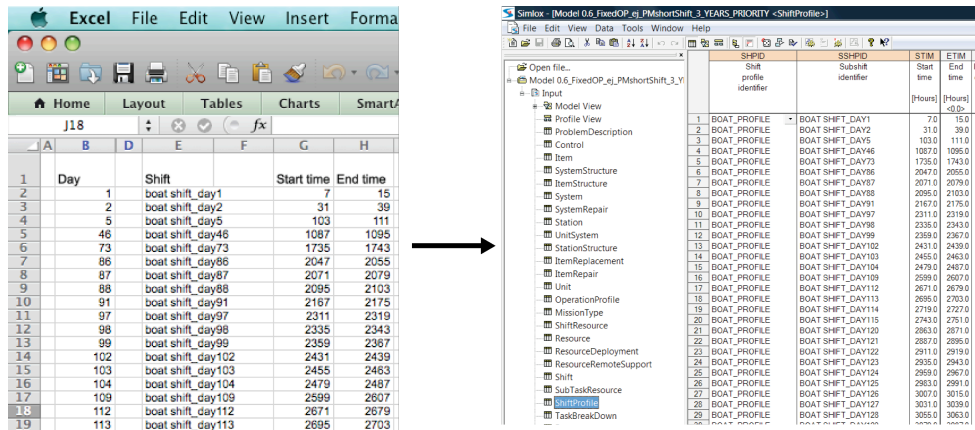 Excel File Edit View Insert Forma
Home Layout Tables Charts SmartA
J18 fx
A B D E F G H
1 Day Shift Start time End time
2 1 boat shift_day1 7 15
3 2 boat shift_day2 31 39
4 5 boat shift_day5 103 111
5 46 boat shift_day46 1087 1095
6 73 boat shift_day73 1735 1743
7 86 boat shift_day86 2047 2055
8 87 boat shift_day87 2071 2079
9 88 boat shift_day88 2095 2103
10 91 boat shift_day91 2167 2175
11 97 boat shift_day97 2311 2319
12 98 boat shift_day98 2335 2343
13 99 boat shift_day99 2359 2367
14 102 boat shift_day102 2431 2439
15 103 boat shift_day103 2455 2463
16 104 boat shift_day104 2479 2487
17 109 boat shift_day109 2599 2607
18 112 boat shift_day112 2671 2679
19 113 boat shift_day113 2695 2703
Simlox - [Model 0.6_FixedOP_ej_PMshortShift_3_YEARS_PRIORITY <ShiftProfile>]
File Edit View Data Tools Window Help
Open file...
Model 0.6_FixedOP_ej_PMshortShift_3_Y
Input
Model View
Profile View
ProblemDescription
Control
Item
SystemStructure
ItemStructure
System
SystemRepair
Station
UnitSystem
StationStructure
ItemReplacement
ItemRepair
Unit
OperationProfile
MissionType
ShiftResource
Resource
ResourceDeployment
ResourceRemoteSupport
Shift
SubTaskResource
ShiftProfile
TaskBreakDown
SHPID SSHPID STIM ETIM
Shift Subshift Start End
profile identifier time time
identifier
[Hours] [Hours]
<0.0>
1 BOAT_PROFILE BOAT SHIFT_DAY1 7.0 15.0
2 BOAT_PROFILE BOAT SHIFT_DAY2 31.0 39.0
3 BOAT_PROFILE BOAT SHIFT_DAY5 103.0 111.0
4 BOAT_PROFILE BOAT SHIFT_DAY46 1087.0 1095.0
5 BOAT_PROFILE BOAT SHIFT_DAY73 1735.0 1743.0
6 BOAT_PROFILE BOAT SHIFT_DAY86 2047.0 2055.0
7 BOAT_PROFILE BOAT SHIFT_DAY87 2071.0 2079.0
8 BOAT_PROFILE BOAT SHIFT_DAY88 2095.0 2103.0
9 BOAT_PROFILE BOAT SHIFT_DAY91 2167.0 2175.0
10 BOAT_PROFILE BOAT SHIFT_DAY97 2311.0 2319.0
11 BOAT_PROFILE BOAT SHIFT_DAY98 2335.0 2343.0
12 BOAT_PROFILE BOAT SHIFT_DAY99 2359.0 2367.0
13 BOAT_PROFILE BOAT SHIFT_DAY102 2431.0 2439.0
14 BOAT_PROFILE BOAT SHIFT_DAY103 2455.0 2463.0
15 BOAT_PROFILE BOAT SHIFT_DAY104 2479.0 2487.0
16 BOAT_PROFILE BOAT SHIFT_DAY109 2599.0 2607.0
17 BOAT_PROFILE BOAT SHIFT_DAY112 2671.0 2679.0
18 BOAT_PROFILE BOAT SHIFT_DAY113 2695.0 2703.0
19 BOAT_PROFILE BOAT SHIFT_DAY114 2719.0 2727.0
20 BOAT_PROFILE BOAT SHIFT_DAY115 2743.0 2751.0
21 BOAT_PROFILE BOAT SHIFT_DAY120 2863.0 2871.0
22 BOAT_PROFILE BOAT SHIFT_DAY121 2887.0 2895.0
23 BOAT_PROFILE BOAT SHIFT_DAY122 2911.0 2919.0
24 BOAT_PROFILE BOAT SHIFT_DAY123 2935.0 2943.0
25 BOAT_PROFILE BOAT SHIFT_DAY124 2959.0 2967.0
26 BOAT_PROFILE BOAT SHIFT_DAY125 2983.0 2991.0
27 BOAT_PROFILE BOAT SHIFT_DAY126 3007.0 3015.0
28 BOAT_PROFILE BOAT SHIFT_DAY127 3031.0 3039.0
29 BOAT_PROFILE BOAT SHIFT_DAY128 3055.0 3063.0